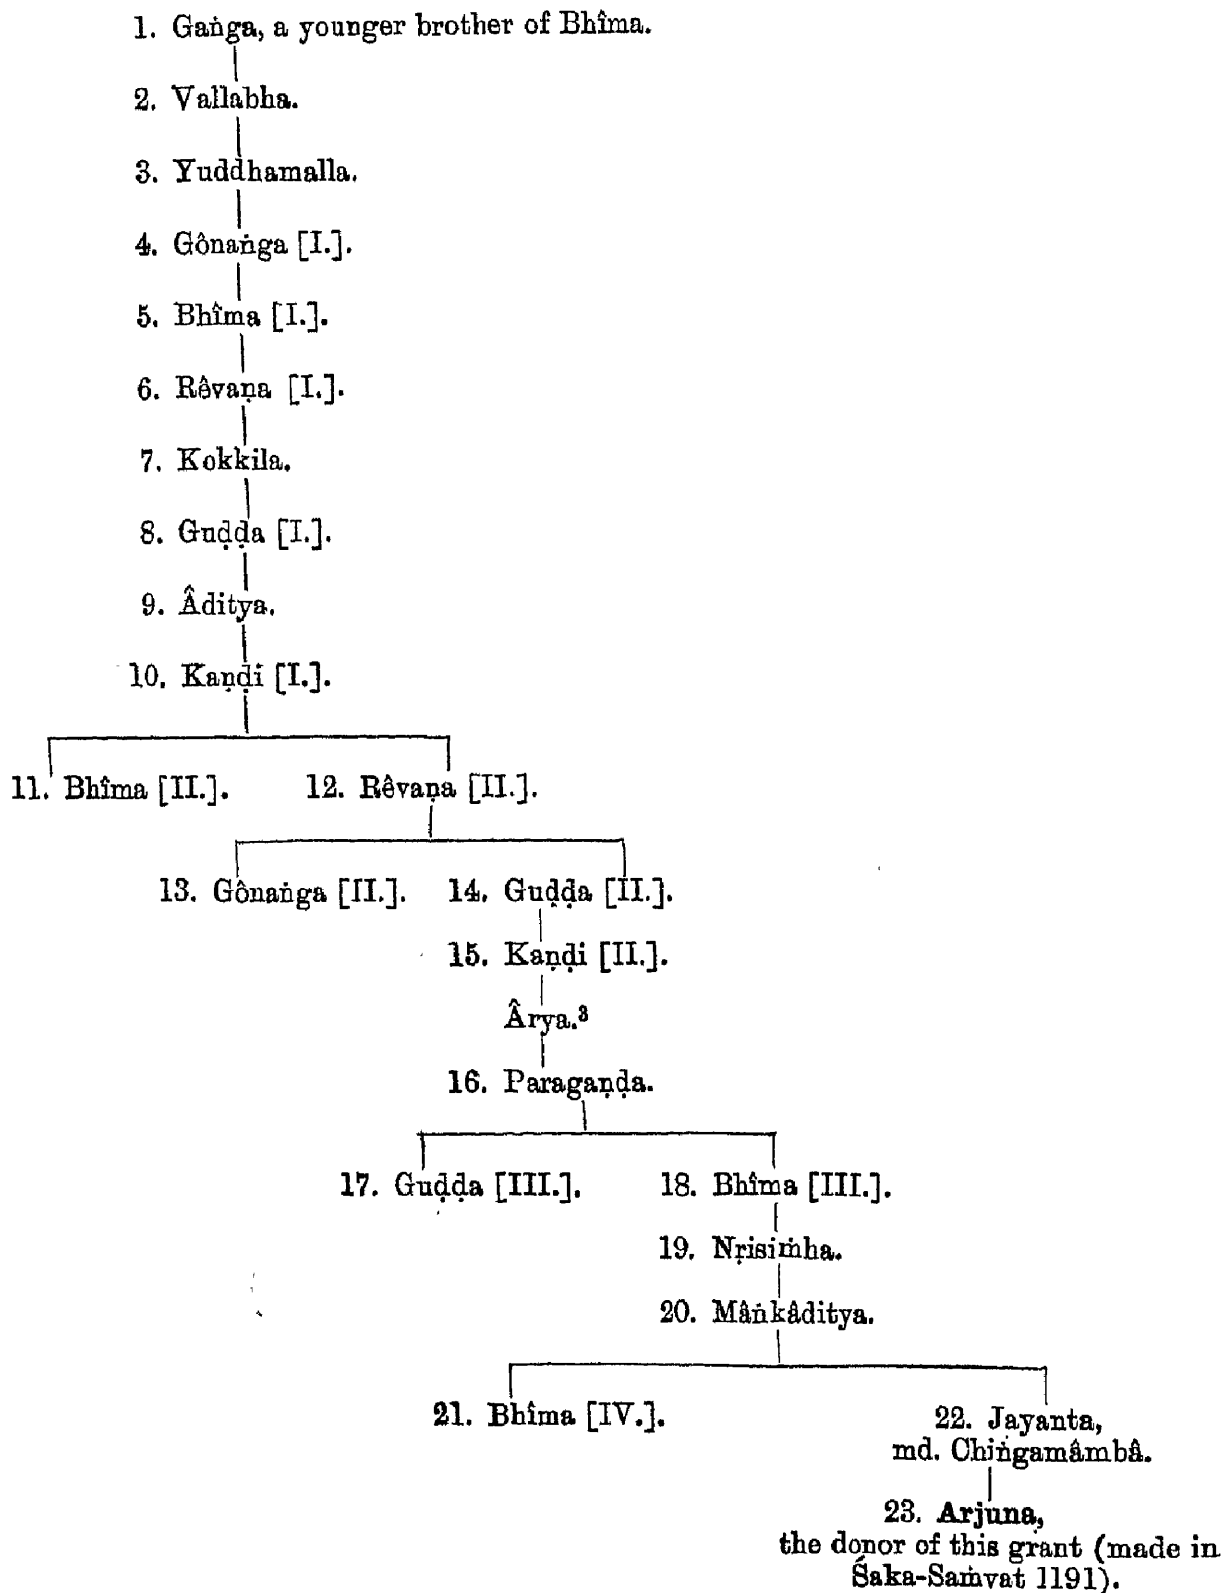 1. Gaṅga, a younger brother of Bhîma.
2. Vallabha.
3. Yuddhamalla.
4. Gônaṅga [I.].
5. Bhîma [I.].
6. Rêvaṇa [I.].
7. Kokkila.
8. Guḍḍa [I.].
9. Âditya.
10. Kaṇḍi [I.].
11. Bhîma [II.]. 12. Rêvaṇa [II.].
13. Gônaṅga [II.]. 14. Guḍḍa [II.].
15. Kaṇḍi [II.].
Ârya.³
16. Paragaṇḍa.
17. Guḍḍa [III.]. 18. Bhîma [III.].
19. Nṛisiṁha.
20. Mâṅkâditya.
21. Bhîma [IV.]. 22. Jayanta,
md. Chiṅgamâmbâ.
23. Arjuna,
the donor of this grant (made in
Śaka-Saṁvat 1191).